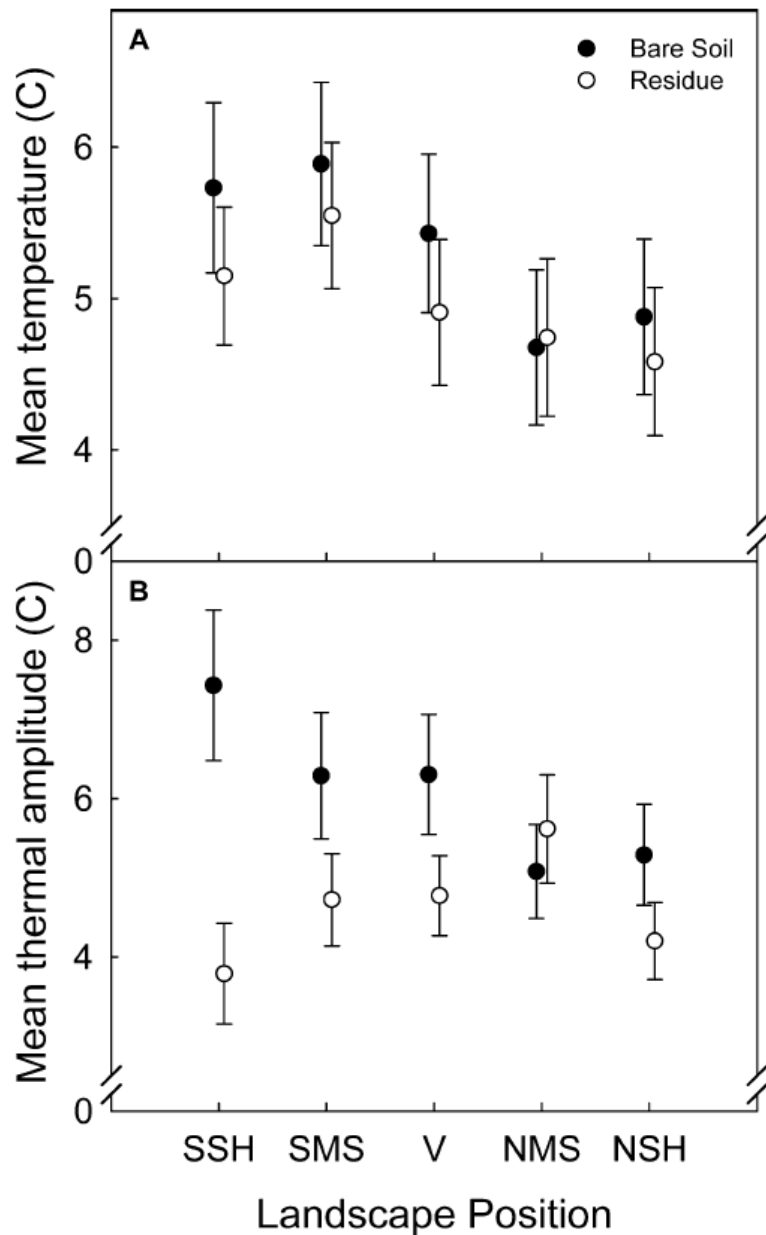 A
Bare Soil
Residue
Mean temperature (C)
6
5
4
0
B
Mean thermal amplitude (C)
8
6
4
0
SSH SMS V NMS NSH
Landscape Position